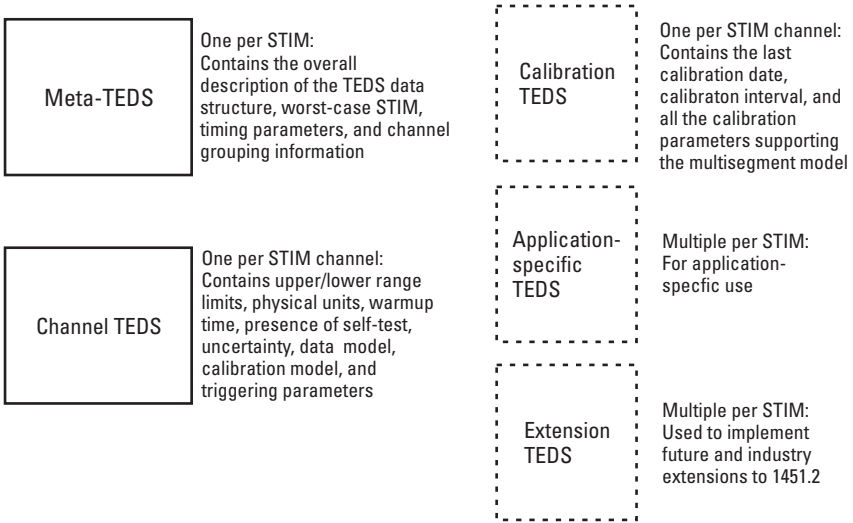 Meta-TEDS
One per STIM:
Contains the overall
description of the TEDS data
structure, worst-case STIM,
timing parameters, and channel
grouping information
Channel TEDS
One per STIM channel:
Contains upper/lower range
limits, physical units, warmup
time, presence of self-test,
uncertainty, data model,
calibration model, and
triggering parameters
Calibration
TEDS
One per STIM channel:
Contains the last
calibration date,
calibraton interval, and
all the calibration
parameters supporting
the multisegment model
Application-
specific
TEDS
Multiple per STIM:
For application-
specfic use
Extension
TEDS
Multiple per STIM:
Used to implement
future and industry
extensions to 1451.2